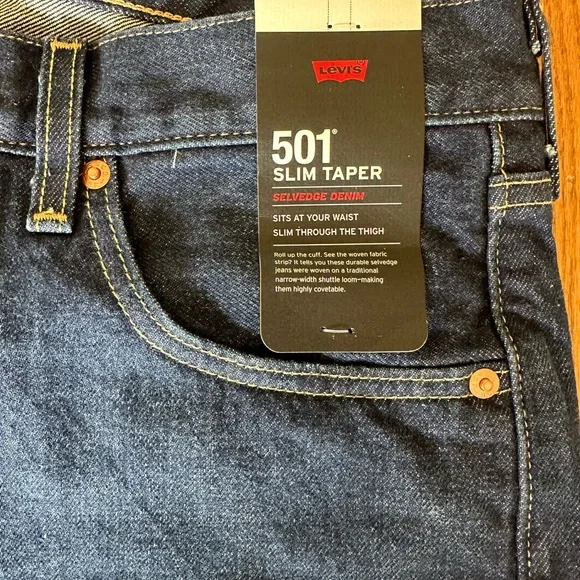 LEVI'S
501®
SLIM TAPER
SELVEDGE DENIM
SITS AT YOUR WAIST
SLIM THROUGH THE THIGH
Roll up the cuff. See the woven fabric
strip? It tells you these durable selvedge
jeans were woven on a traditional
narrow-width shuttle loom—making
them highly covetable.